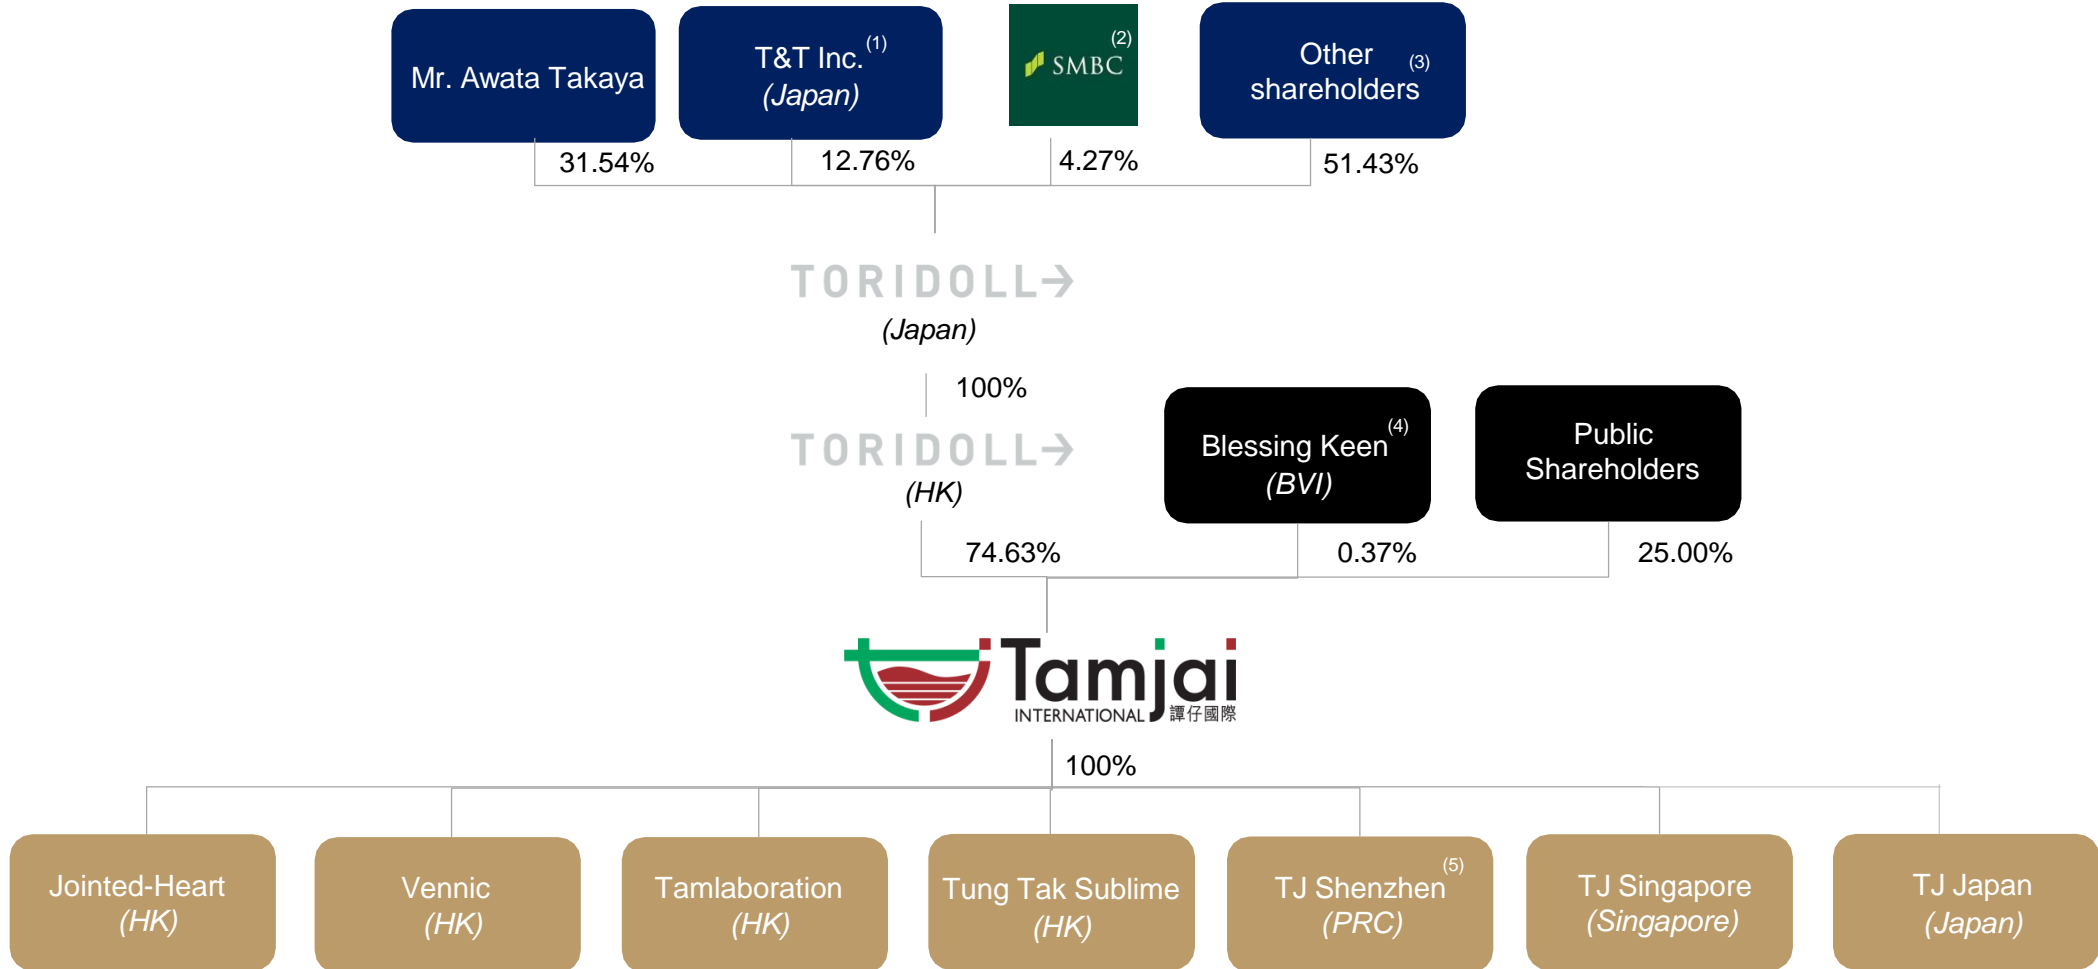 Mr. Awata Takaya
T&T Inc. (1)
(Japan)
SMBC (2)
Other
shareholders (3)
31.54%
12.76%
4.27%
51.43%
TORIDOLL→
(Japan)
100%
TORIDOLL→
(HK)
Blessing Keen (4)
(BVI)
Public
Shareholders
74.63%
0.37%
25.00%
Tamjai
INTERNATIONAL 譚仔國際
100%
Jointed-Heart
(HK)
Vennic
(HK)
Tamlaboration
(HK)
Tung Tak Sublime
(HK)
TJ Shenzhen (5)
(PRC)
TJ Singapore
(Singapore)
TJ Japan
(Japan)